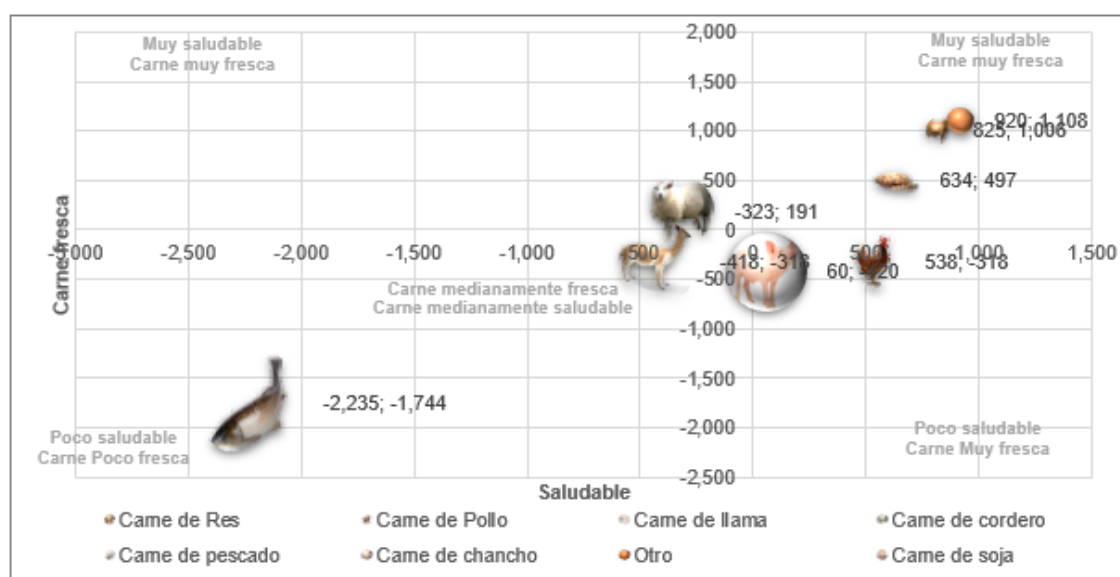 2,000
Muy saludable
Carne muy fresca
Muy saludable
Carne muy fresca
1,500
1,000
920; 1,108
825; 1,006
500
634; 497
-323; 191
0
Carne fresca
-3,000 -2,500 -2,000 -1,500 -1,000 500 0 500 1,000 1,500
-418; -318
60; -420
538; -318
-500
Carne medianamente fresca
Carne medianamente saludable
-1,000
-1,500
-2,235; -1,744
-2,000
Poco saludable
Carne Poco fresca
Poco saludable
Carne Muy fresca
-2,500
Saludable
Carne de Res Carne de Pollo Carne de llama Carne de cordero
Carne de pescado Carne de chancho Otro Carne de soja